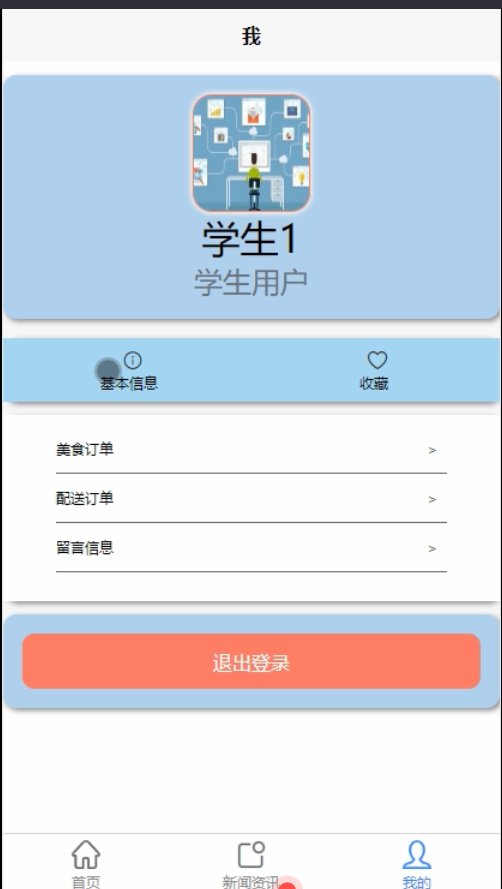 我
学生1
学生用户
基本信息
收藏
美食订单 >
配送订单 >
留言信息 >
退出登录
首页
新闻资讯
我的